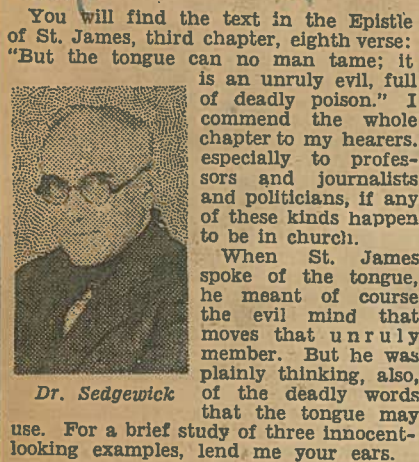 You will find the text in the Epistle
of St. James, third chapter, eighth verse:
"But the tongue can no man tame; it
is an unruly evil, full
of deadly poison." I
commend the whole
chapter to my hearers.
especially to profes-
sors and journalists
and politicians, if any
of these kinds happen
to be in church.
When St. James
spoke of the tongue,
he meant of course
the evil mind that
moves that unruly
member. But he was
plainly thinking, also,
of the deadly words
that the tongue may
use. For a brief study of three innocent-
looking examples, lend me your ears.
Dr. Sedgewick